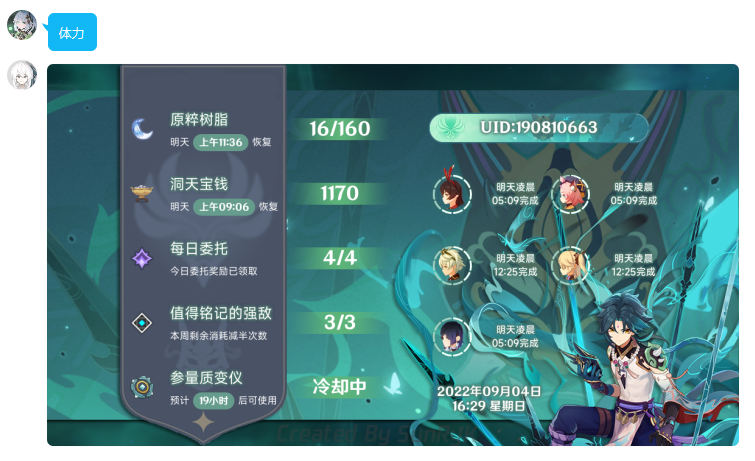 体力
原粹树脂
明天 上午11:36 恢复
16/160
洞天宝钱
明天 上午09:06 恢复
1170
每日委托
今日委托奖励已领取
4/4
值得铭记的强敌
本周剩余消耗减半次数
3/3
参量质变仪
预计 19小时 后可使用
冷却中
UID:190810663
明天凌晨
05:09完成
明天凌晨
05:09完成
明天凌晨
12:25完成
明天凌晨
12:25完成
明天凌晨
05:09完成
2022年09月04日
16:29 星期日
Created By